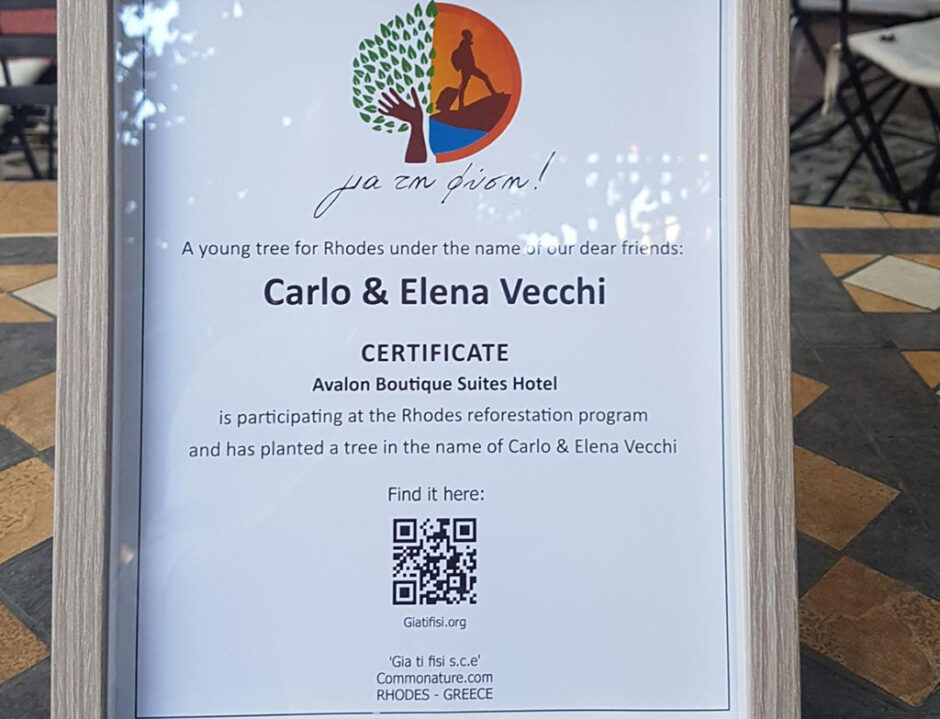 για τη φύση!
A young tree for Rhodes under the name of our dear friends:
Carlo & Elena Vecchi
CERTIFICATE
Avalon Boutique Suites Hotel
is participating at the Rhodes reforestation program
and has planted a tree in the name of Carlo & Elena Vecchi
Find it here:
Giatifisi.org
'Gia ti fisi s.c.e'
Commonature.com
RHODES - GREECE